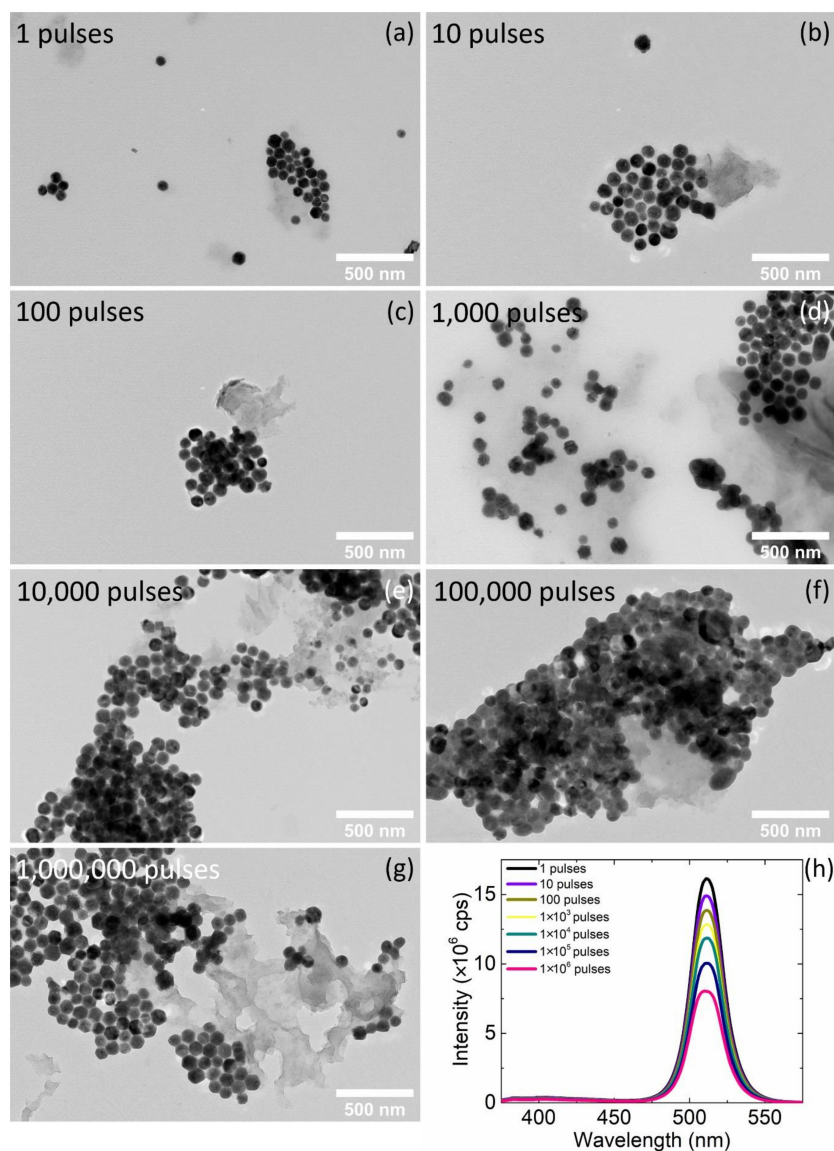 1 pulses (a)
500 nm
10 pulses (b)
500 nm
100 pulses (c)
500 nm
1,000 pulses (d)
500 nm
10,000 pulses (e)
500 nm
100,000 pulses (f)
500 nm
1,000,000 pulses (g)
500 nm
(h)
1 pulses
10 pulses
100 pulses
1×10³ pulses
1×10⁴ pulses
1×10⁵ pulses
1×10⁶ pulses
Intensity (×10⁶ cps)
15
10
5
0
400 450 500 550
Wavelength (nm)